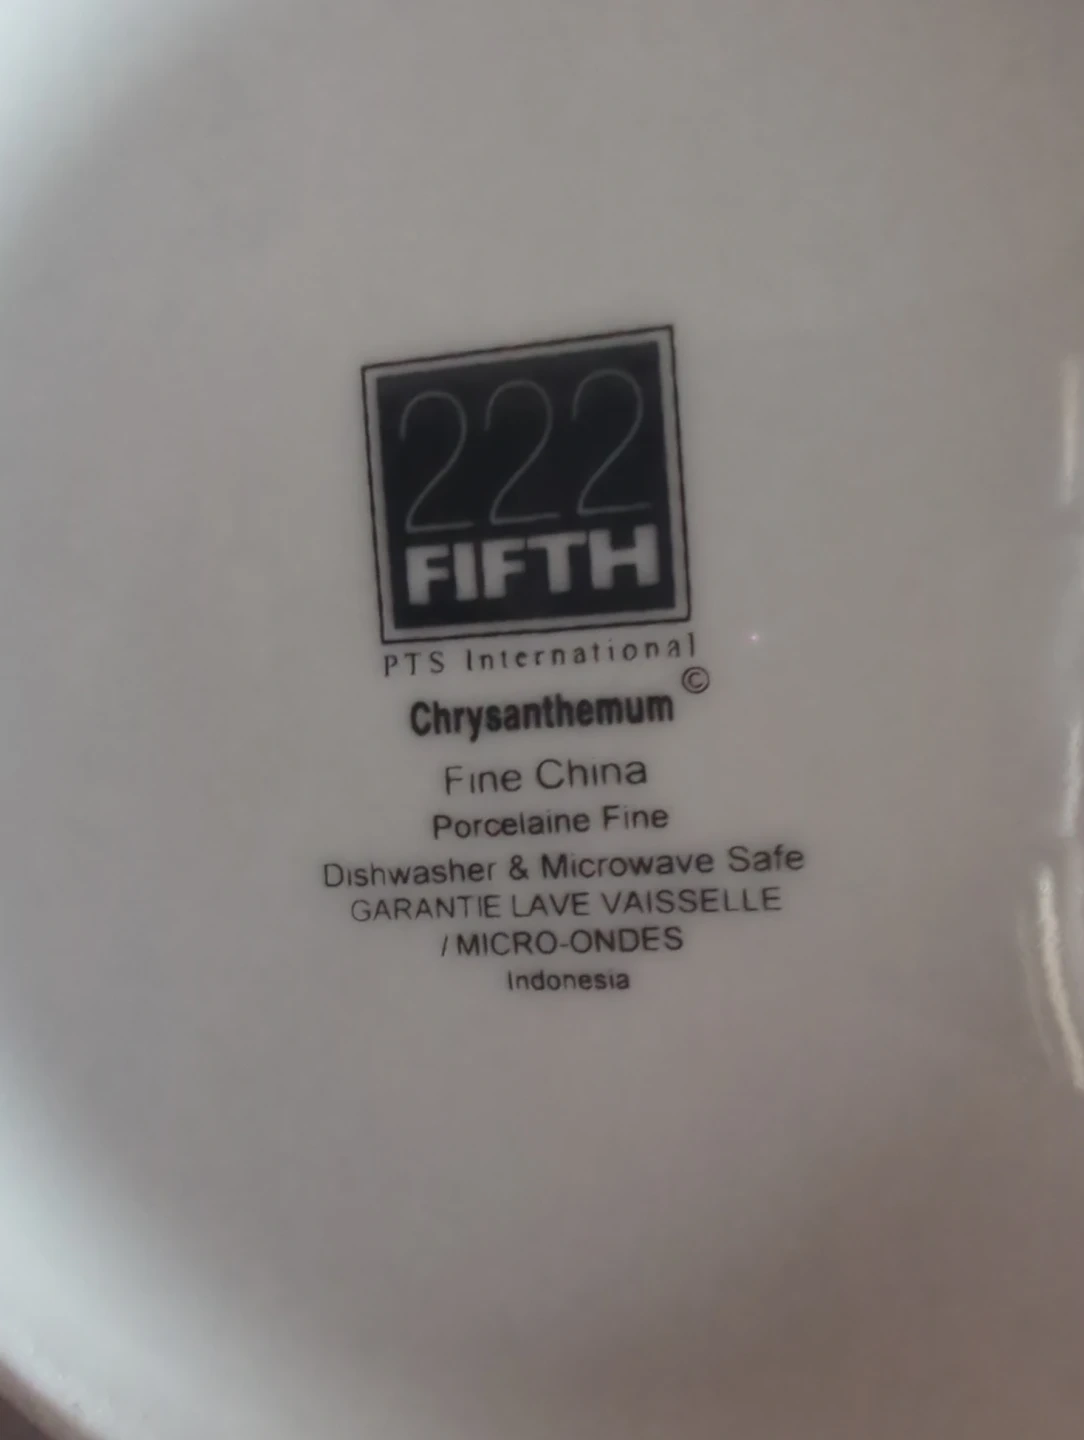 222
FIFTH
PTS International
Chrysanthemum ©
Fine China
Porcelaine Fine
Dishwasher & Microwave Safe
GARANTIE LAVE VAISSELLE
/ MICRO-ONDES
Indonesia